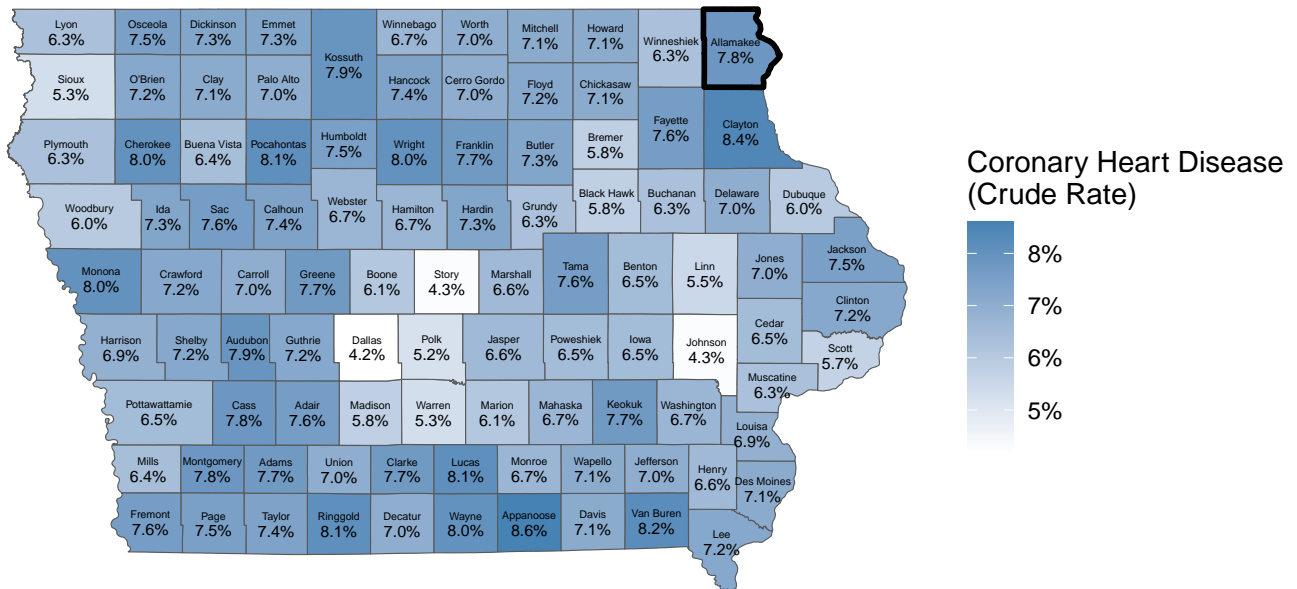 Lyon
6.3%
Osceola
7.5%
Dickinson
7.3%
Emmet
7.3%
Kossuth
7.9%
Winnebago
6.7%
Worth
7.0%
Mitchell
7.1%
Howard
7.1%
Winneshiek
6.3%
Allamakee
7.8%
Sioux
5.3%
O'Brien
7.2%
Clay
7.1%
Palo Alto
7.0%
Hancock
7.4%
Cerro Gordo
7.0%
Floyd
7.2%
Chickasaw
7.1%
Fayette
7.6%
Clayton
8.4%
Plymouth
6.3%
Cherokee
8.0%
Buena Vista
6.4%
Pocahontas
8.1%
Humboldt
7.5%
Wright
8.0%
Franklin
7.7%
Butler
7.3%
Bremer
5.8%
Woodbury
6.0%
Ida
7.3%
Sac
7.6%
Calhoun
7.4%
Webster
6.7%
Hamilton
6.7%
Hardin
7.3%
Grundy
6.3%
Black Hawk
5.8%
Buchanan
6.3%
Delaware
7.0%
Dubuque
6.0%
Monona
8.0%
Crawford
7.2%
Carroll
7.0%
Greene
7.7%
Boone
6.1%
Story
4.3%
Marshall
6.6%
Tama
7.6%
Benton
6.5%
Linn
5.5%
Jones
7.0%
Jackson
7.5%
Clinton
7.2%
Harrison
6.9%
Shelby
7.2%
Audubon
7.9%
Guthrie
7.2%
Dallas
4.2%
Polk
5.2%
Jasper
6.6%
Poweshiek
6.5%
Iowa
6.5%
Johnson
4.3%
Cedar
6.5%
Scott
5.7%
Muscatine
6.3%
Pottawattamie
6.5%
Cass
7.8%
Adair
7.6%
Madison
5.8%
Warren
5.3%
Marion
6.1%
Mahaska
6.7%
Keokuk
7.7%
Washington
6.7%
Louisa
6.9%
Mills
6.4%
Montgomery
7.8%
Adams
7.7%
Union
7.0%
Clarke
7.7%
Lucas
8.1%
Monroe
6.7%
Wapello
7.1%
Jefferson
7.0%
Henry
6.6%
Des Moines
7.1%
Fremont
7.6%
Page
7.5%
Taylor
7.4%
Ringgold
8.1%
Decatur
7.0%
Wayne
8.0%
Appanoose
8.6%
Davis
7.1%
Van Buren
8.2%
Lee
7.2%
Coronary Heart Disease
(Crude Rate)
8%
7%
6%
5%